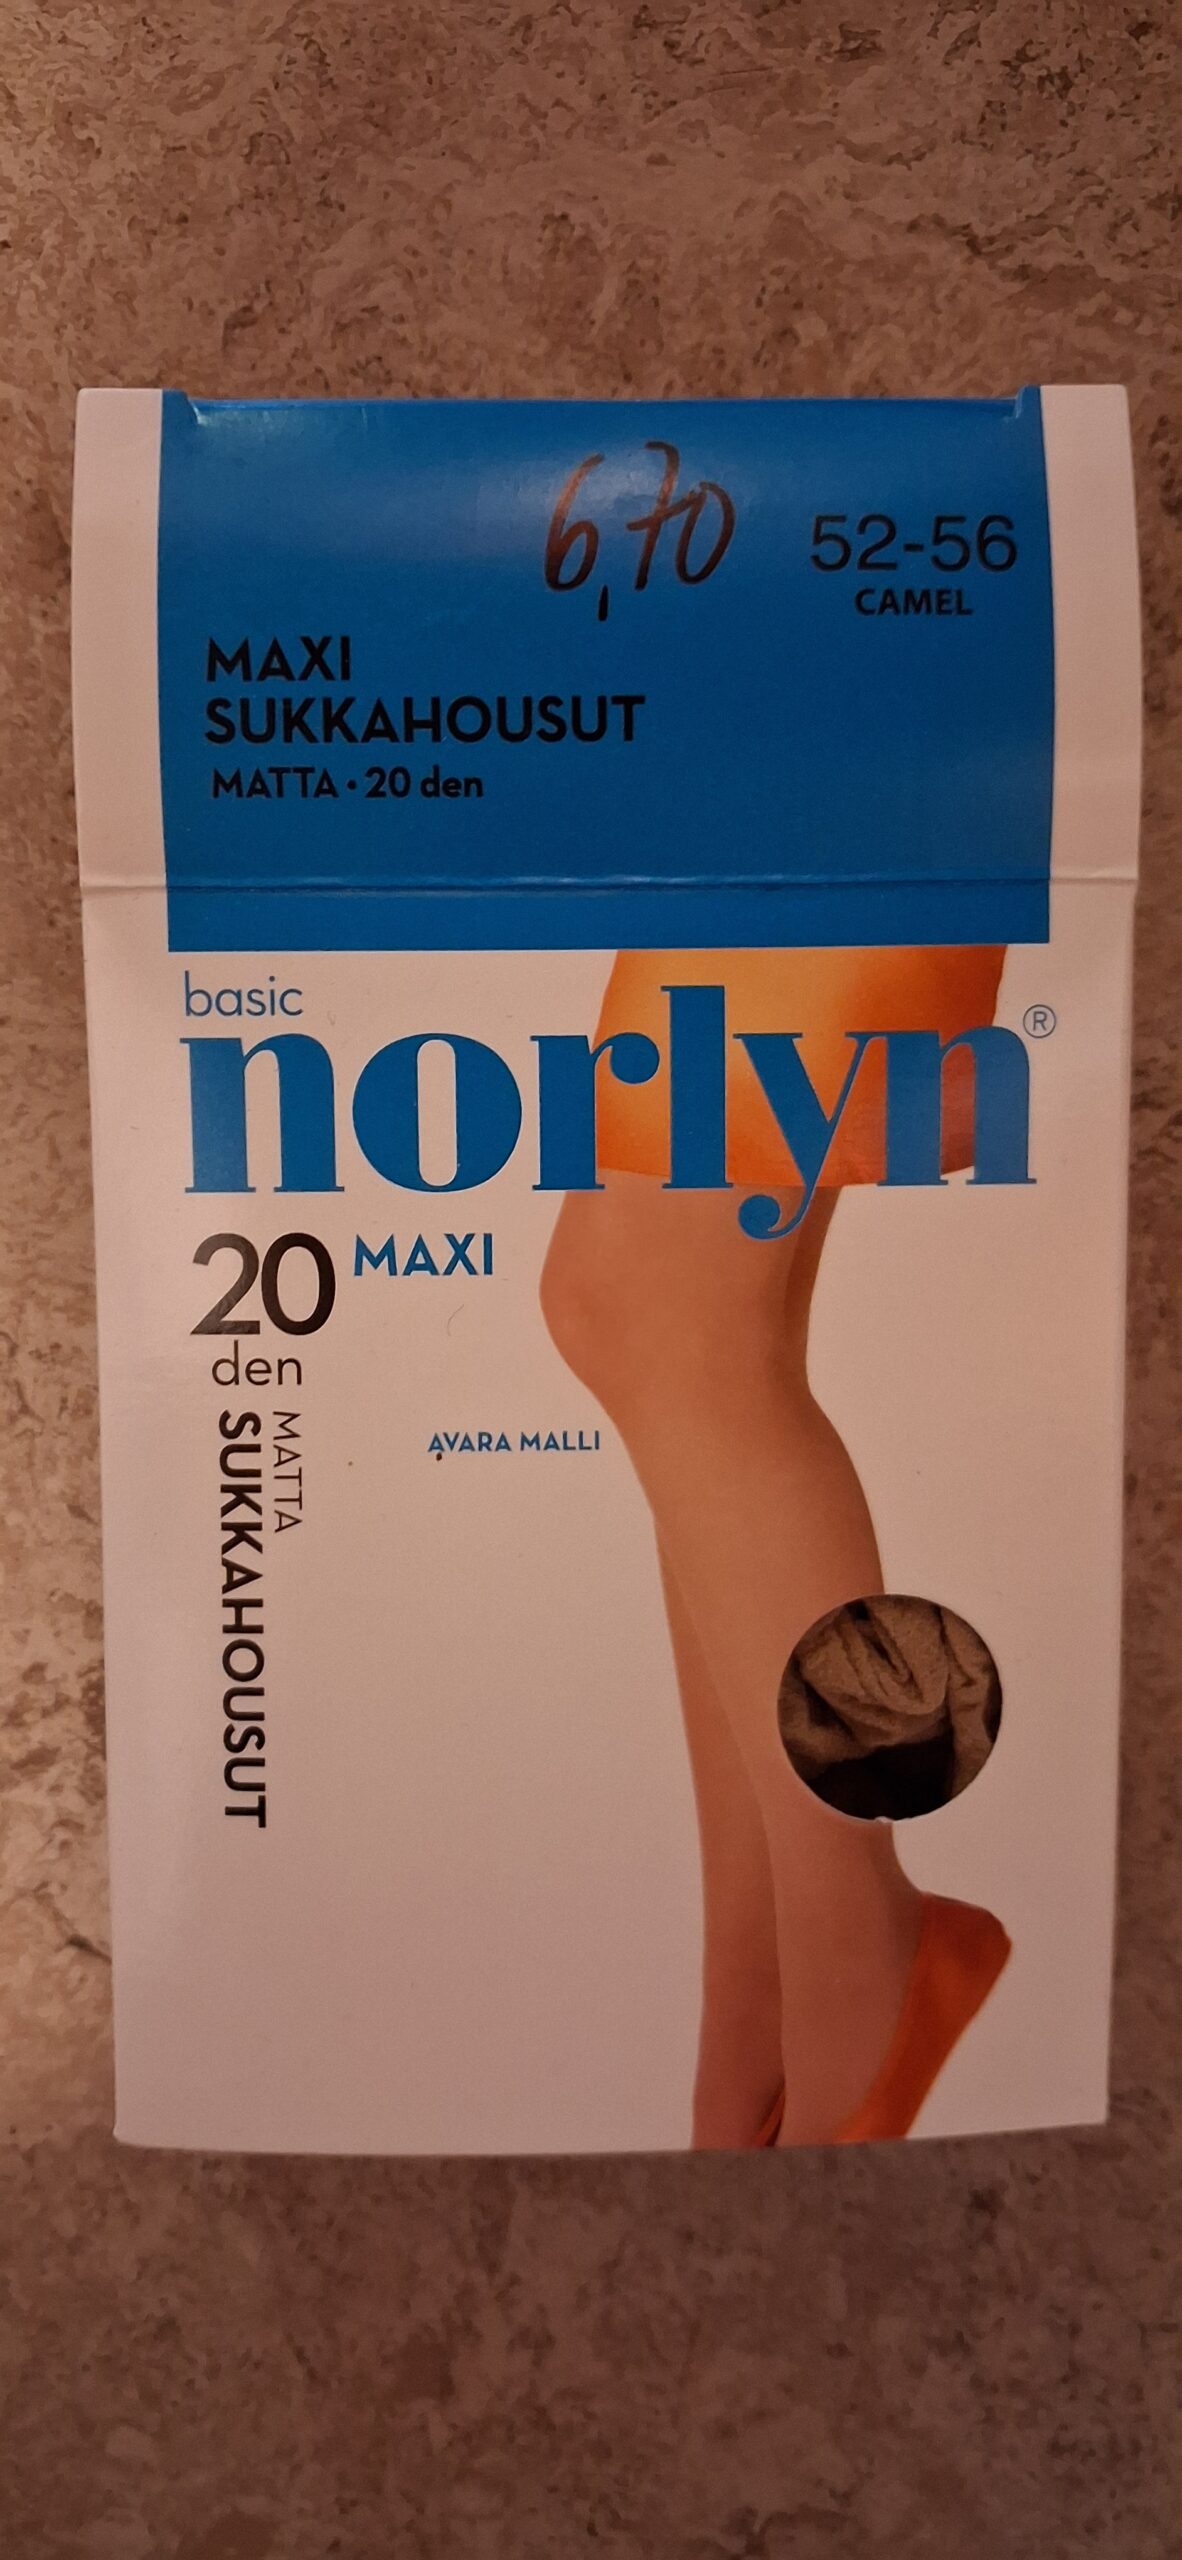 6,70
52-56
CAMEL
MAXI
SUKKAHOUSUT
MATTA • 20 den
basic
norlyn®
20 MAXI
den
MATTA
SUKKAHOUSUT
AVARA MALLI